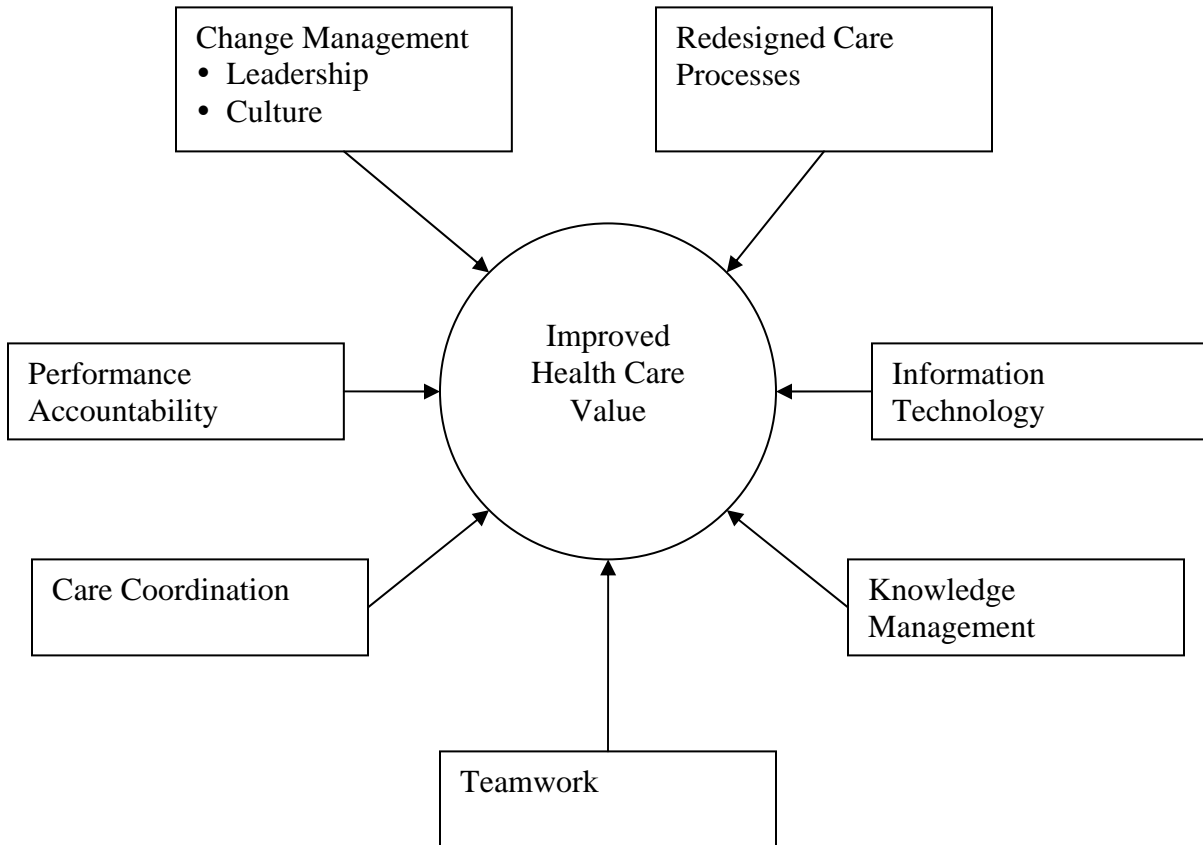 Change Management
• Leadership
• Culture
Redesigned Care
Processes
Improved
Health Care
Value
Performance
Accountability
Information
Technology
Care Coordination
Knowledge
Management
Teamwork